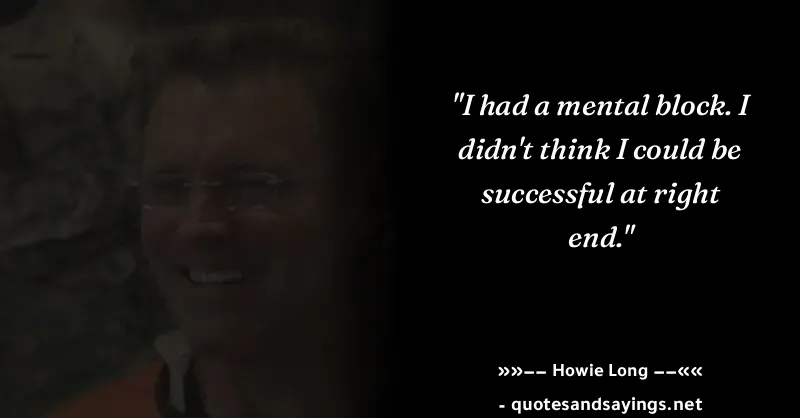 "I had a mental block. I
didn't think I could be
successful at right
end."
»»−− Howie Long −−««
- quotesandsayings.net